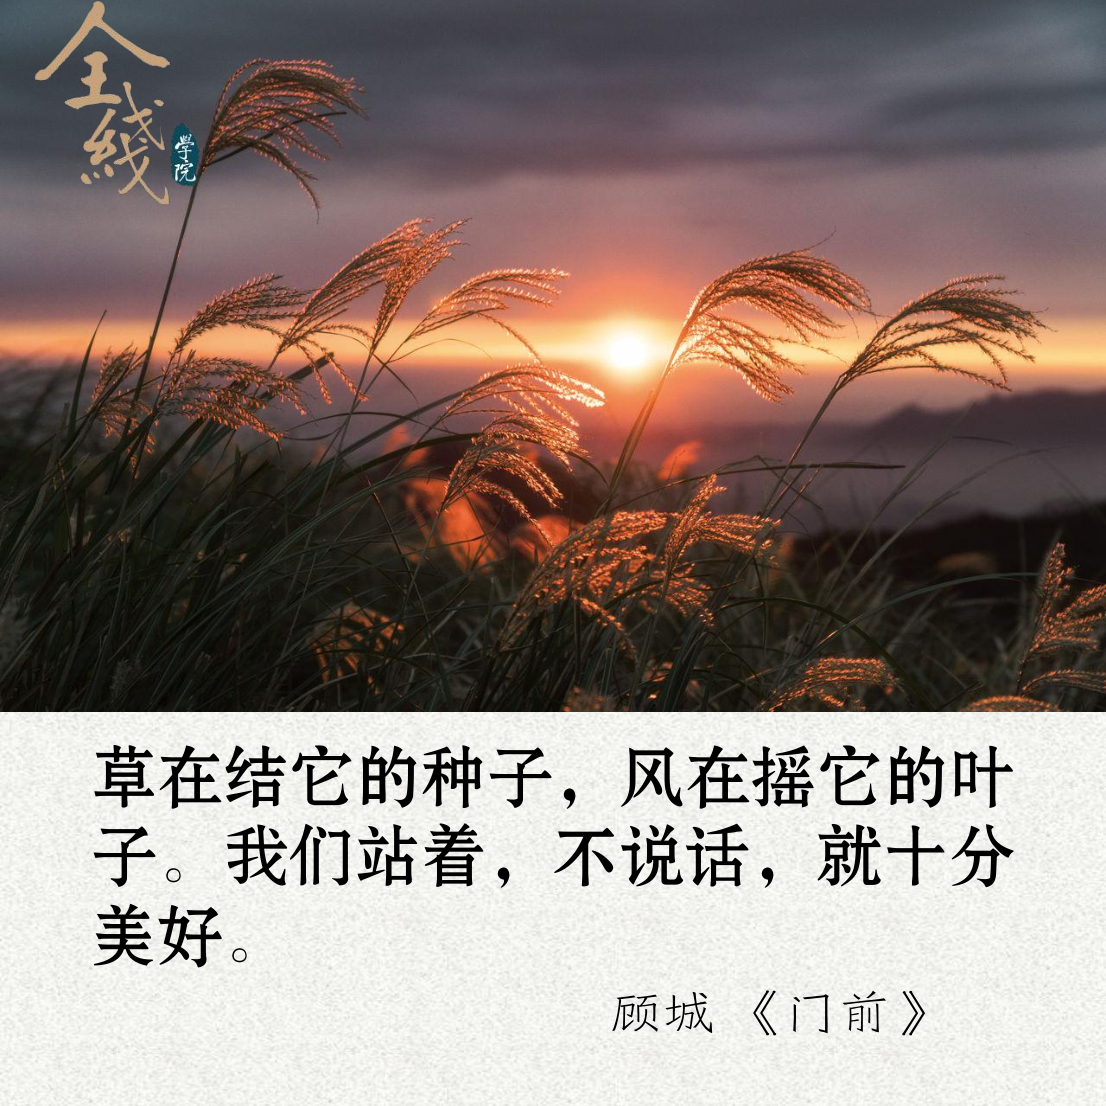 全
綫
學院
草在结它的种子，风在摇它的叶
子。我们站着，不说话，就十分
美好。
顾城 《门前》